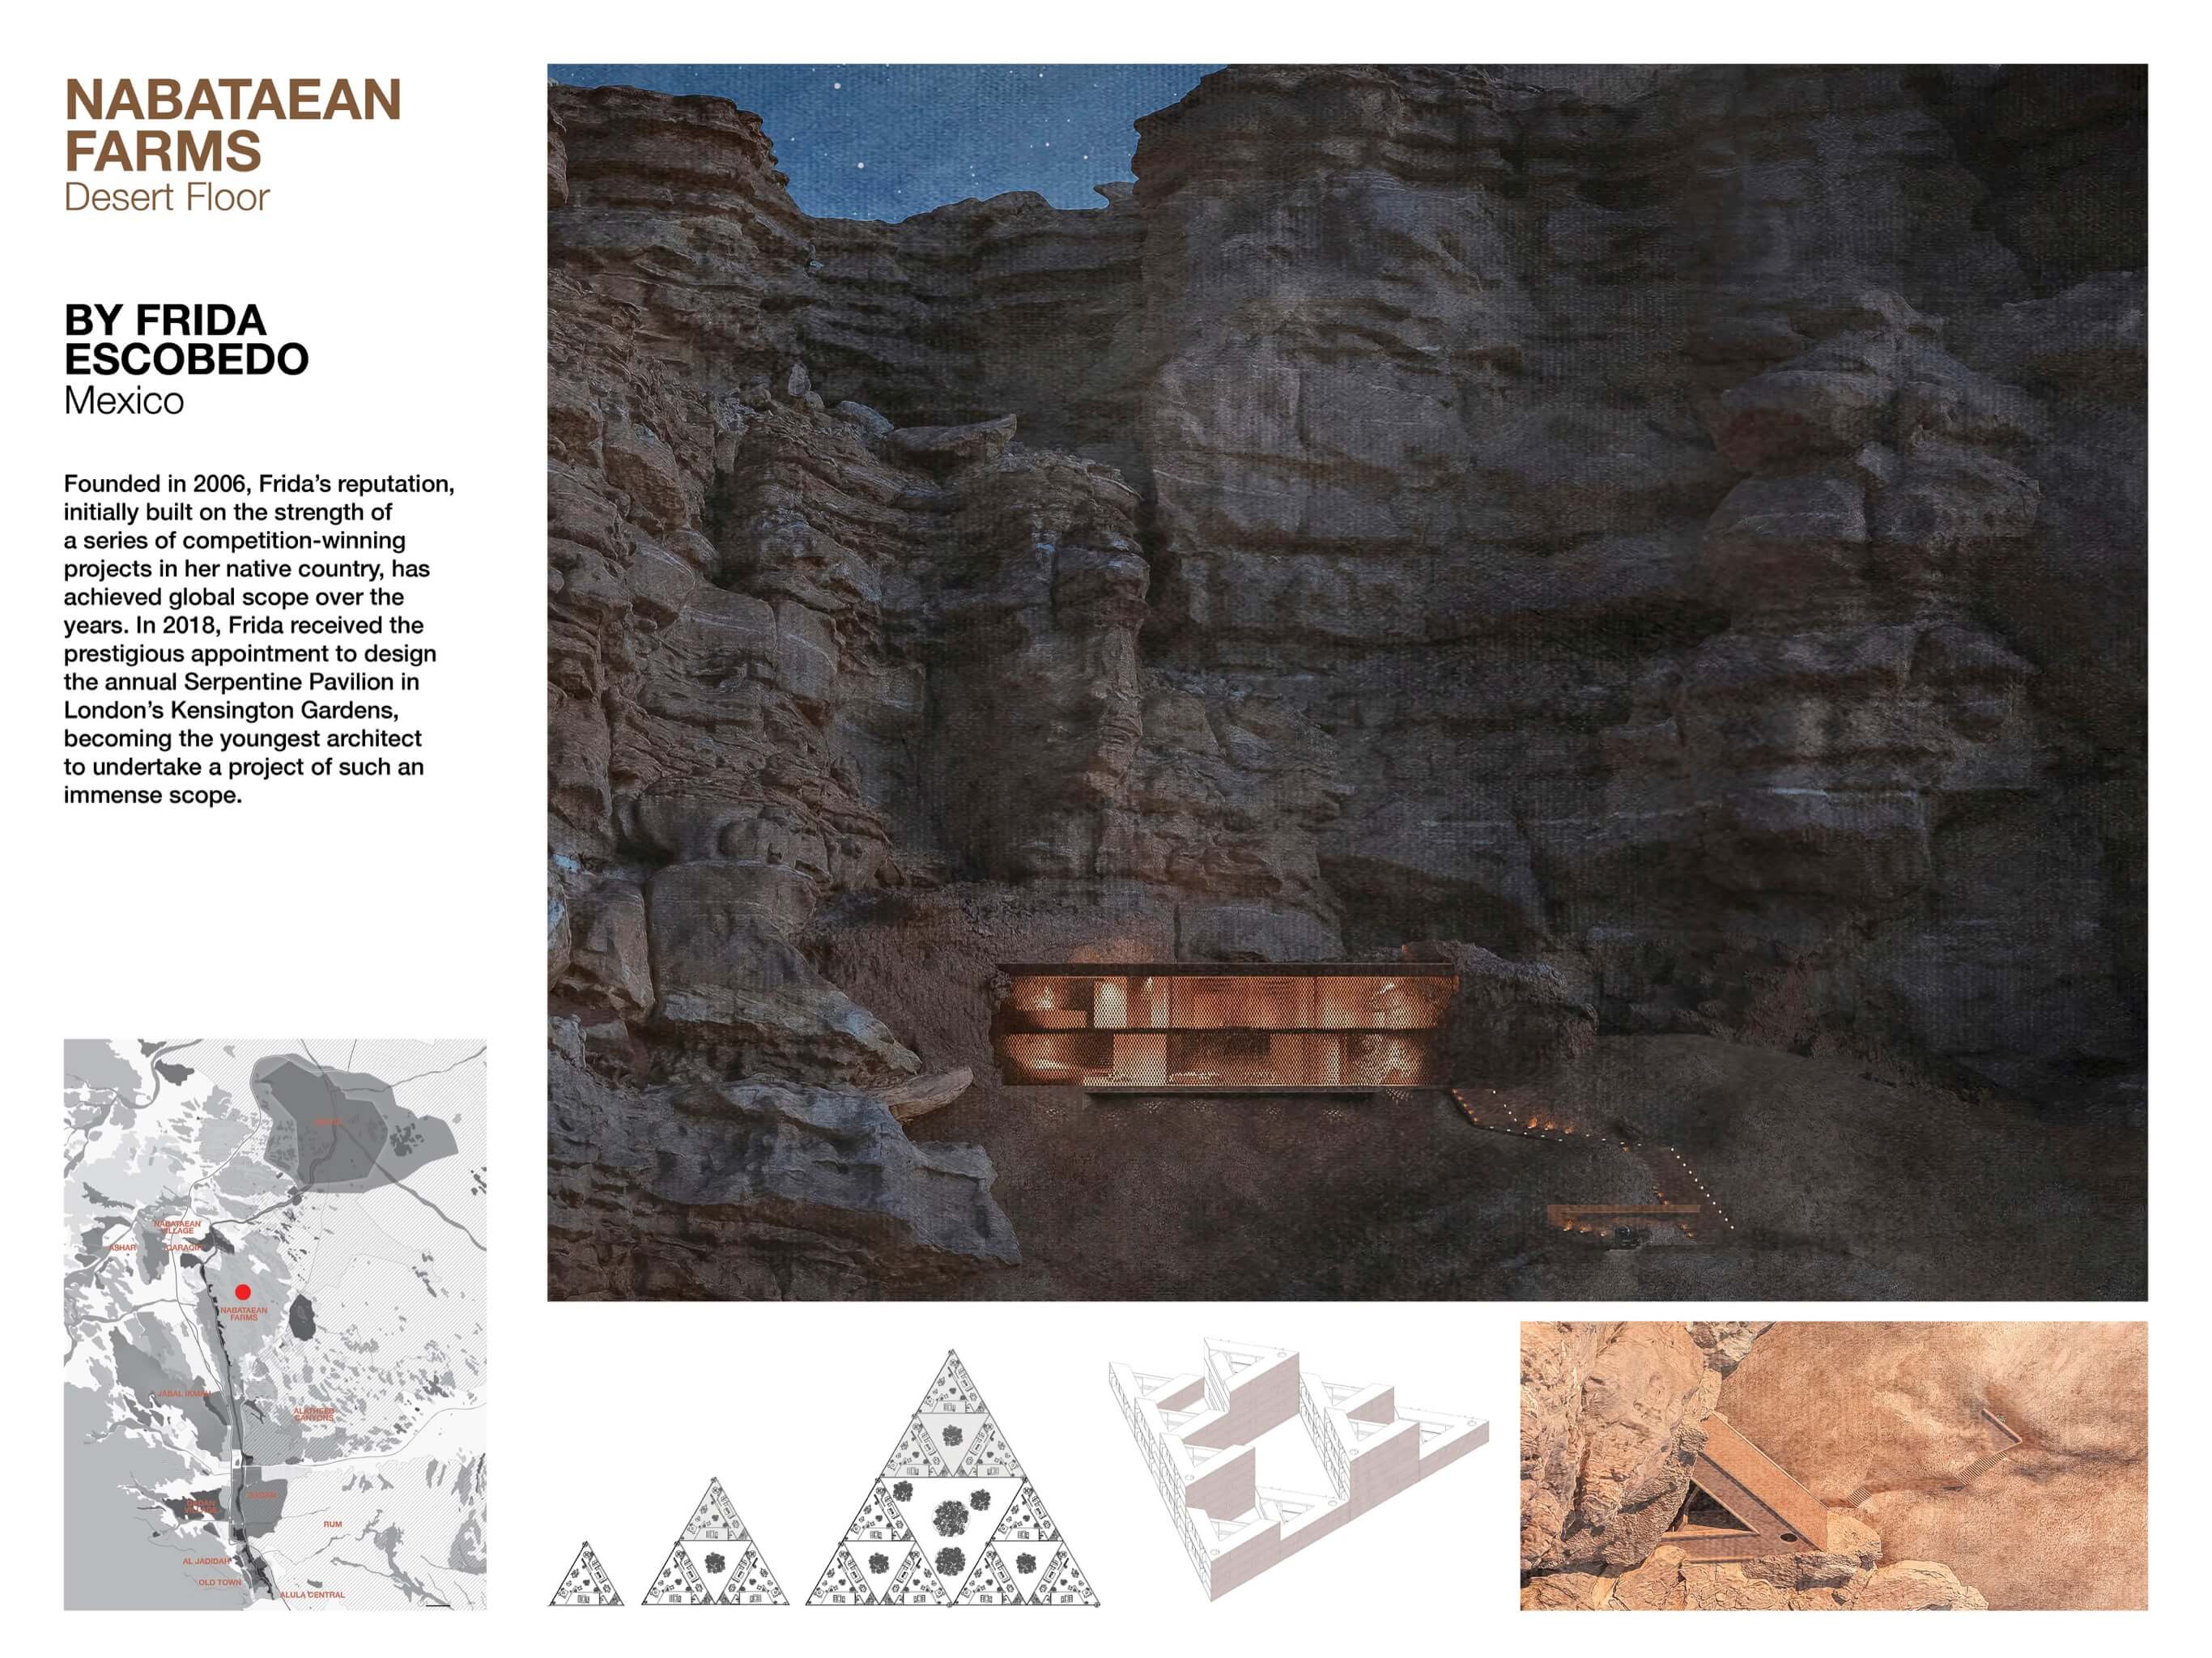 NABATAEAN
FARMS
Desert Floor
BY FRIDA
ESCOBEDO
Mexico
Founded in 2006, Frida’s reputation,
initially built on the strength of
a series of competition-winning
projects in her native country, has
achieved global scope over the
years. In 2018, Frida received the
prestigious appointment to design
the annual Serpentine Pavilion in
London’s Kensington Gardens,
becoming the youngest architect
to undertake a project of such an
immense scope.
NABATAEAN
VILLAGE
ASHAR
QARAQIR
NABATAEAN
FARMS
JABAL IKMAH
ALATHEEB
CANYONS
RUM
AL JADIDAH
OLD TOWN
ALULA CENTRAL